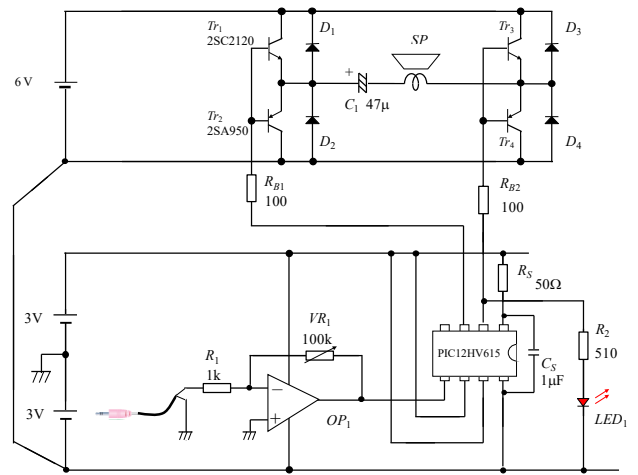 Tr1
2SC2120
D1
SP
Tr3
D3
6 V
+
C1 47μ
Tr2
2SA950
D2
Tr4
D4
RB1
100
RB2
100
RS
50Ω
3V
VR1
100k
R1
1k
PIC12HV615
CS
1μF
R2
510
3V
−
+
OP1
LED1